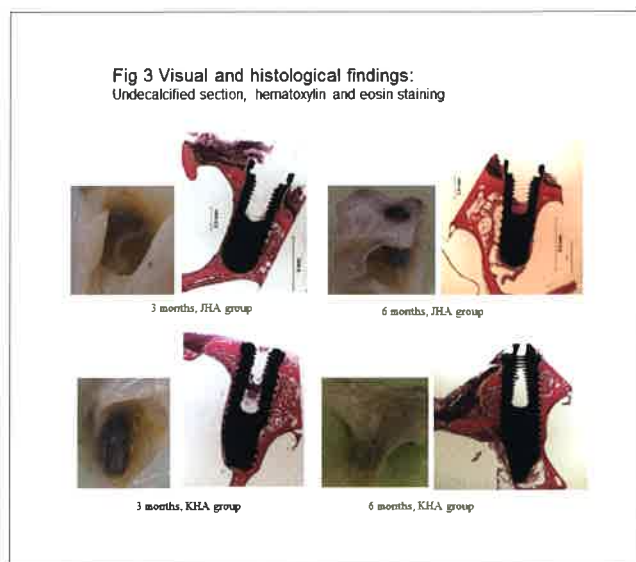 Fig 3 Visual and histological findings:
Undecalcified section, hematoxylin and eosin staining
3 months, JHA group
6 months, JHA group
3 months, KHA group
6 months, KHA group